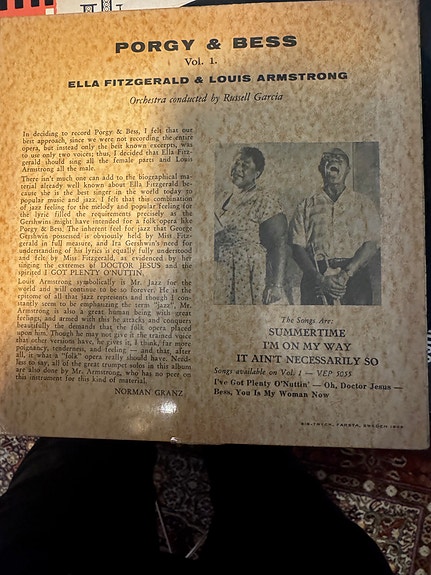 PORGY & BESS
Vol. 1.
ELLA FITZGERALD & LOUIS ARMSTRONG
Orchestra conducted by Russell Garcia
In deciding to record Porgy & Bess, I felt that our
best approach, since we were not recording the entire
opera, but instead only the best known excerpts, was
to use only two voices; thus, I decided that Ella Fitz-
gerald should sing all the female parts and Louis
Armstrong all the male.
There isn't much one can add to the biographical ma-
terial already well known about Ella Fitzgerald be-
cause she is the best singer in the world today to
popular music and jazz. I felt that this combination
of jazz feeling for the melody and popular feeling for
the lyric filled the requirements precisely as the
Gershwins might have intended for a folk opera like
Porgy & Bess. The inherent feel for jazz that George
Gershwin possessed is obviously held by Miss Fitz-
gerald in full measure, and Ira Gershwin's need for
understanding of his lyrics is equally fully understood
and felt by Miss Fitzgerald, as evidenced by her
singing the extremes of DOCTOR JESUS and the
spirited I GOT PLENTY O'NUTTIN.
Louis Armstrong symbolically is Mr. Jazz for the
world and will continue to be so forever! He is the
epitome of all that jazz represents and though I con-
stantly seem to be emphasizing the term "jazz", Mr.
Armstrong is also a great human being with great
feelings, and armed with this he attacks and conquers
beautifully the demands that the folk opera placed
upon him. Though he may not give it the trained voice
that other versions have, he gives it, I think, far more
poignancy, tenderness, and feeling — and that, after
all, is what a "folk" opera really should have. Need-
less to say, all of the great trumpet solos in this album
are also done by Mr. Armstrong, who has no peer on
this instrument for this kind of material.
NORMAN GRANZ
The Songs Are:
SUMMERTIME
I'M ON MY WAY
IT AIN'T NECESSARILY SO
Songs available on Vol. 1 — VEP 5055
I've Got Plenty O'Nuttin' — Oh, Doctor Jesus —
Bess, You Is My Woman Now
FARSTA, SWEDEN